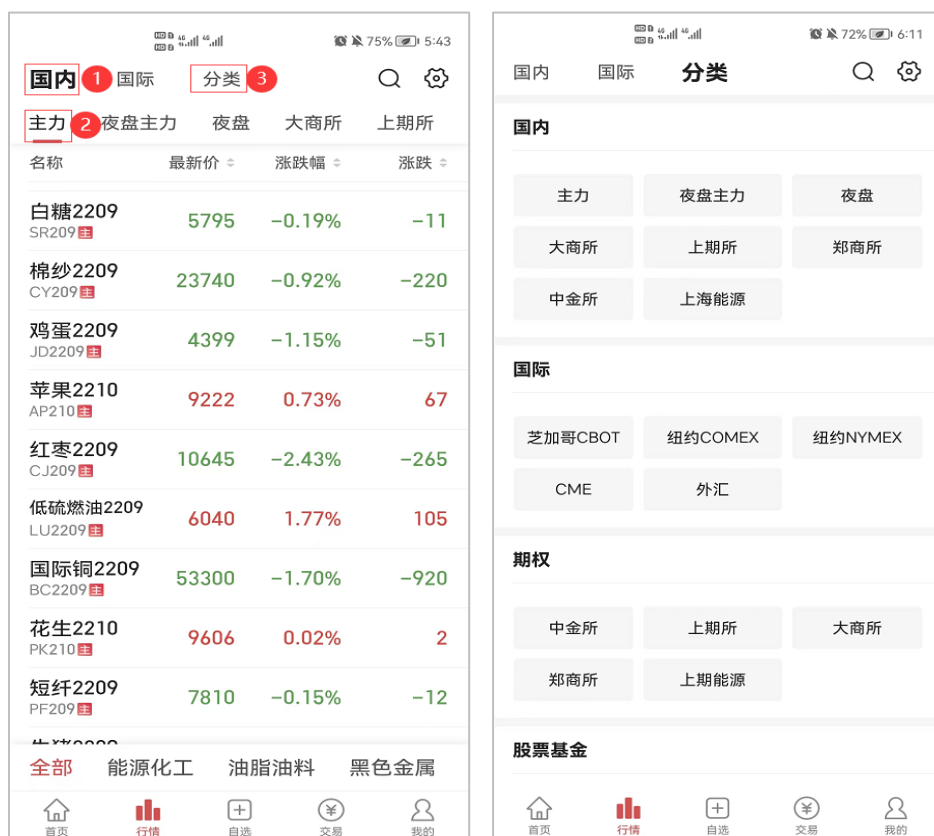 75% 5:43
国内 1 国际 分类 3
主力 2 夜盘主力 夜盘 大商所 上期所
名称 最新价 涨跌幅 涨跌
白糖2209 5795 -0.19% -11
SR209 主
棉纱2209 23740 -0.92% -220
CY209 主
鸡蛋2209 4399 -1.15% -51
JD2209 主
苹果2210 9222 0.73% 67
AP210 主
红枣2209 10645 -2.43% -265
CJ209 主
低硫燃油2209 6040 1.77% 105
LU2209 主
国际铜2209 53300 -1.70% -920
BC2209 主
花生2210 9606 0.02% 2
PK210 主
短纤2209 7810 -0.15% -12
PF209 主
全部 能源化工 油脂油料 黑色金属
首页 行情 自选 交易 我的
72% 6:11
国内 国际 分类
国内
主力 夜盘主力 夜盘
大商所 上期所 郑商所
中金所 上海能源
国际
芝加哥CBOT 纽约COMEX 纽约NYMEX
CME 外汇
期权
中金所 上期所 大商所
郑商所 上期能源
股票基金
首页 行情 自选 交易 我的